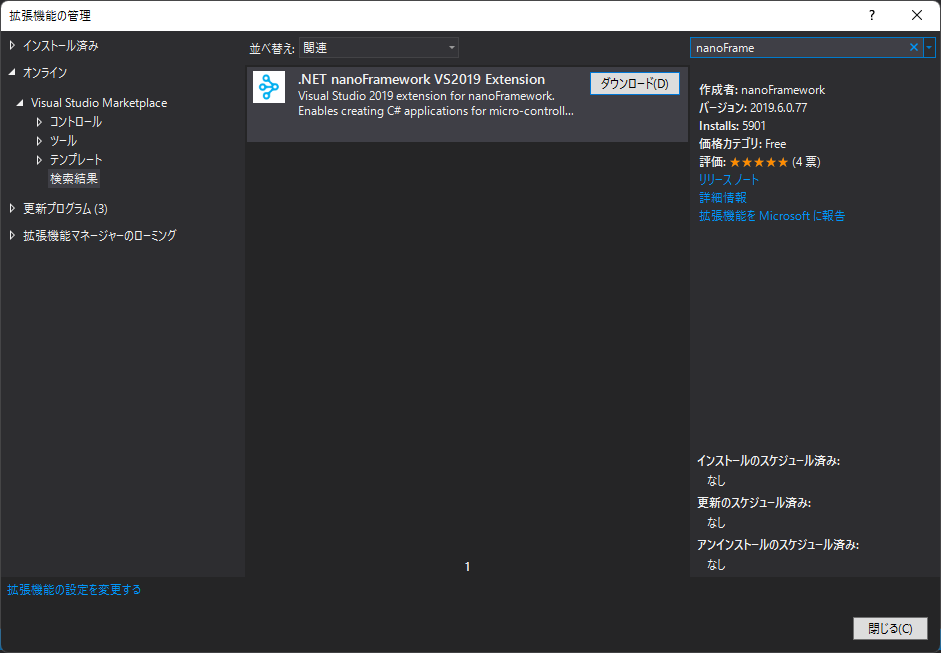 拡張機能の管理
?
インストール済み
オンライン
Visual Studio Marketplace
コントロール
ツール
テンプレート
検索結果
更新プログラム (3)
拡張機能マネージャーのローミング
並べ替え: 関連
.NET nanoFramework VS2019 Extension
ダウンロード(D)
Visual Studio 2019 extension for nanoFramework.
Enables creating C# applications for micro-controll...
1
nanoFrame
作成者: nanoFramework
バージョン: 2019.6.0.77
Installs: 5901
価格カテゴリ: Free
評価: ★★★★★ (4 票)
リリース ノート
詳細情報
拡張機能を Microsoft に報告
インストールのスケジュール済み:
なし
更新のスケジュール済み:
なし
アンインストールのスケジュール済み:
なし
拡張機能の設定を変更する
閉じる(C)